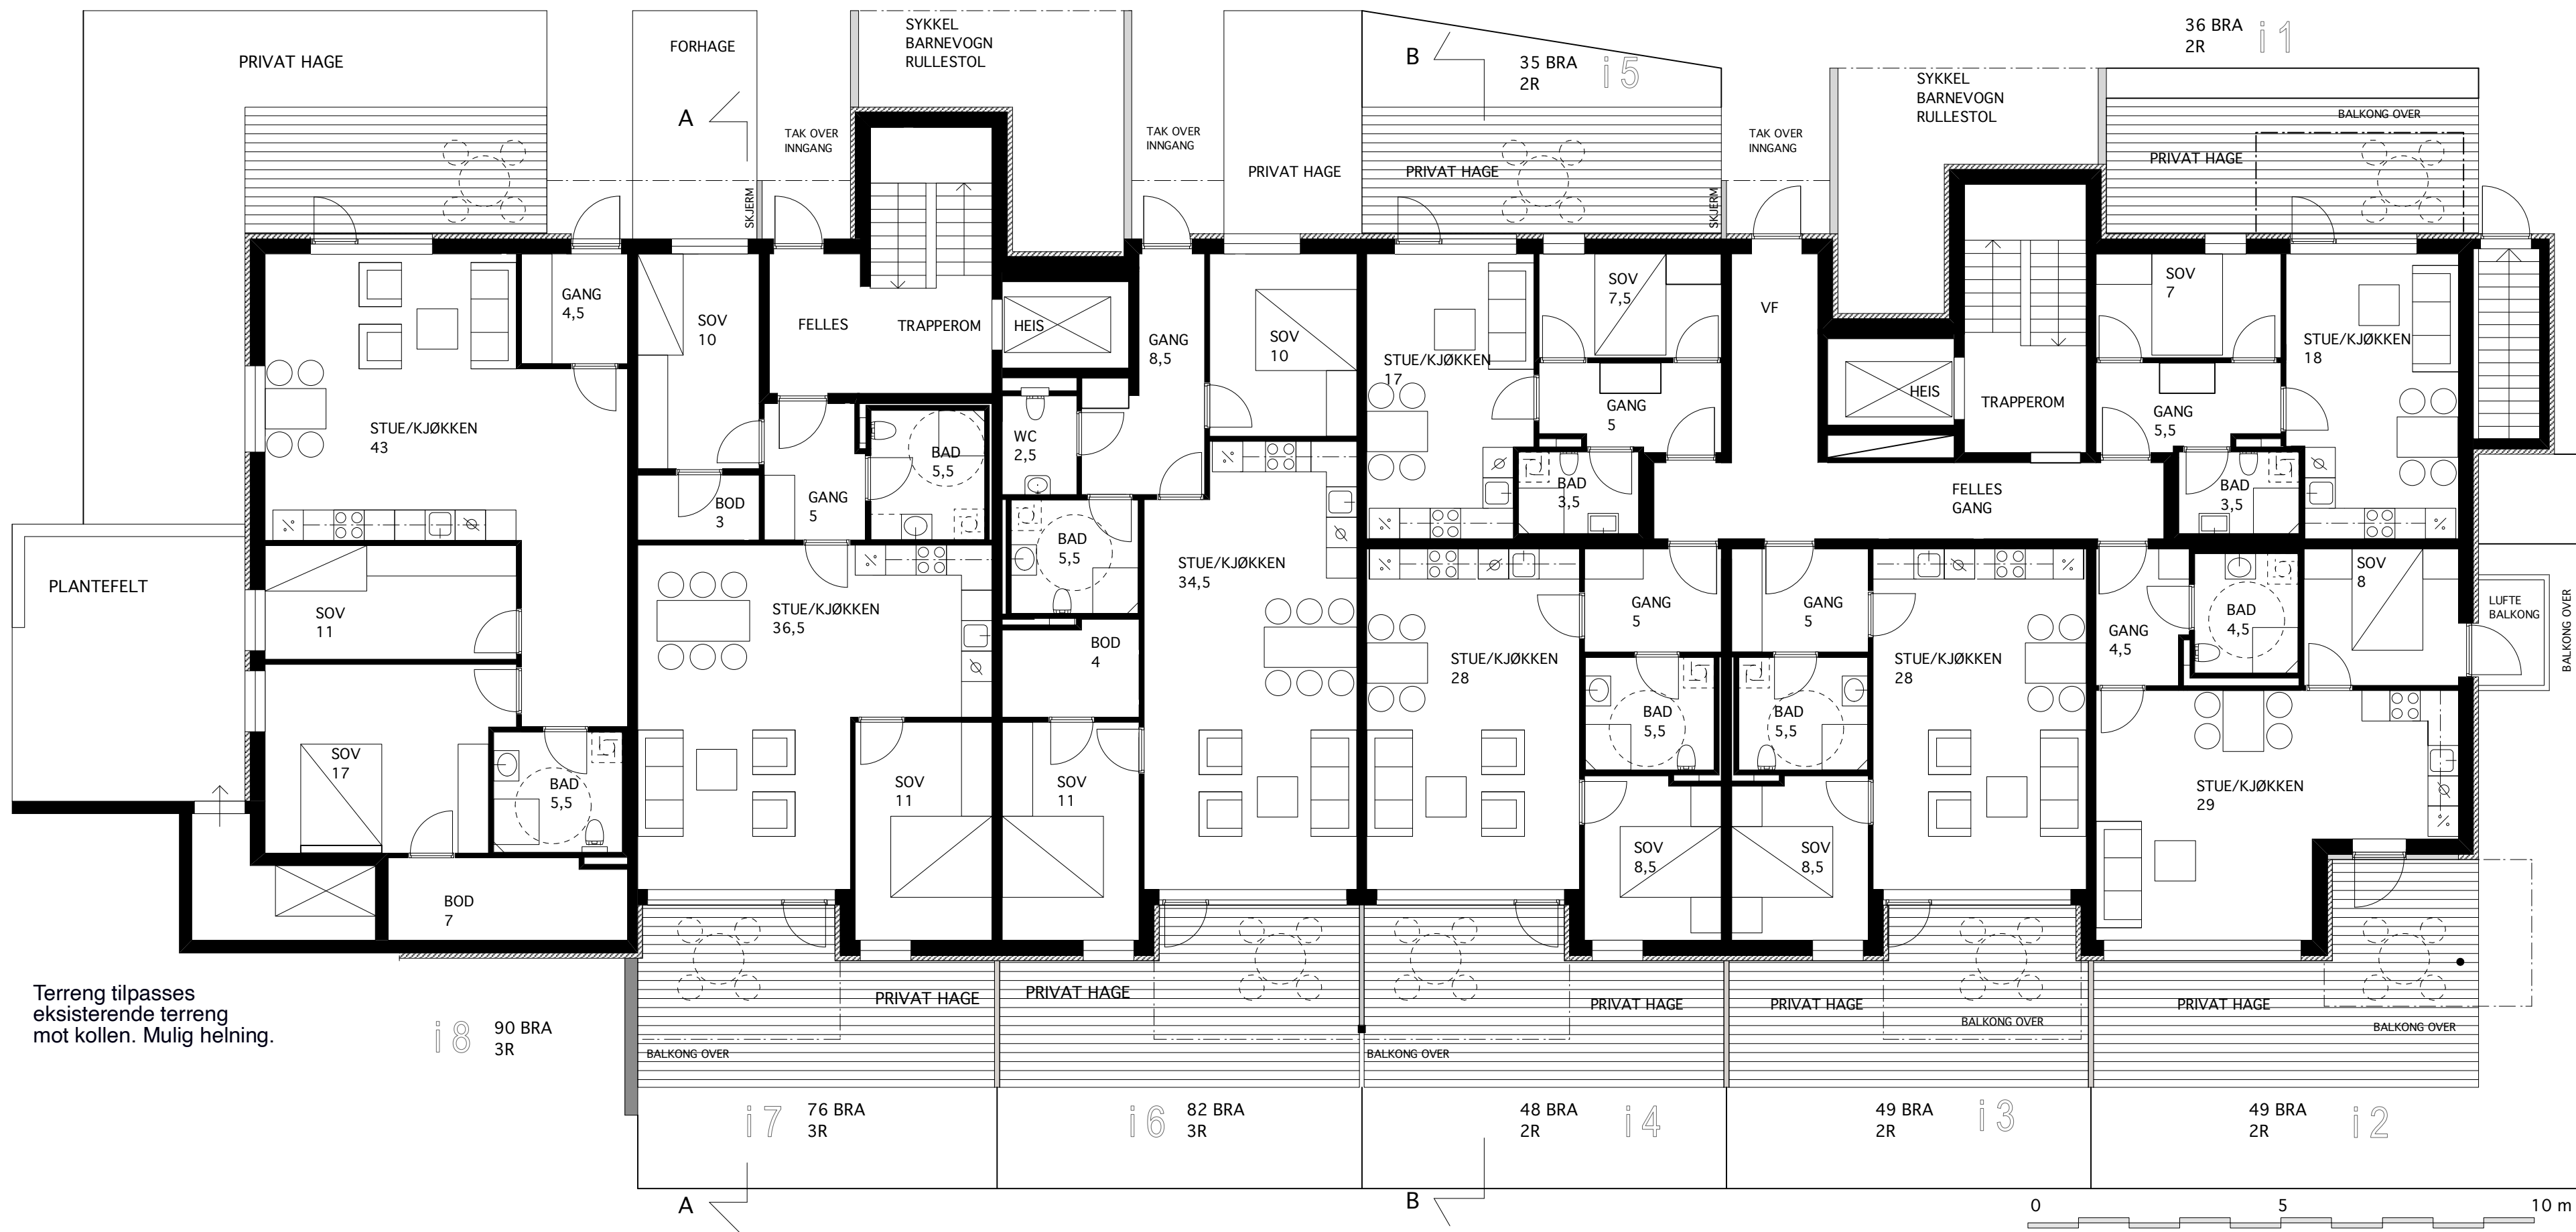 PRIVAT HAGE
FORHAGE
SYKKEL
BARNEVOGN
RULLESTOL
B
35 BRA
2R
i 5
36 BRA
2R
i 1
SYKKEL
BARNEVOGN
RULLESTOL
BALKONG OVER
PRIVAT HAGE
A
TAK OVER
INNGANG
TAK OVER
INNGANG
PRIVAT HAGE
PRIVAT HAGE
TAK OVER
INNGANG
SKJERM
SKJERM
GANG
4,5
SOV
10
FELLES
TRAPPEROM
HEIS
GANG
8,5
SOV
10
STUE/KJØKKEN
17
SOV
7,5
VF
SOV
7
STUE/KJØKKEN
18
GANG
5
HEIS
TRAPPEROM
GANG
5,5
STUE/KJØKKEN
43
WC
2,5
BAD
5,5
BOD
3
GANG
5
BAD
3,5
FELLES
GANG
BAD
3,5
PLANTEFELT
SOV
11
STUE/KJØKKEN
36,5
BAD
5,5
STUE/KJØKKEN
34,5
BOD
4
STUE/KJØKKEN
28
GANG
5
GANG
5
STUE/KJØKKEN
28
GANG
4,5
BAD
4,5
SOV
8
LUFTE
BALKONG
BALKONG OVER
SOV
17
BAD
5,5
SOV
11
SOV
11
BAD
5,5
BAD
5,5
STUE/KJØKKEN
29
SOV
8,5
SOV
8,5
BOD
7
Terreng tilpasses
eksisterende terreng
mot kollen. Mulig helning.
i 8
90 BRA
3R
PRIVAT HAGE
PRIVAT HAGE
PRIVAT HAGE
PRIVAT HAGE
PRIVAT HAGE
BALKONG OVER
BALKONG OVER
BALKONG OVER
BALKONG OVER
i 7
76 BRA
3R
i 6
82 BRA
3R
48 BRA
2R
i 4
49 BRA
2R
i 3
49 BRA
2R
i 2
A
B
0
5
10 m